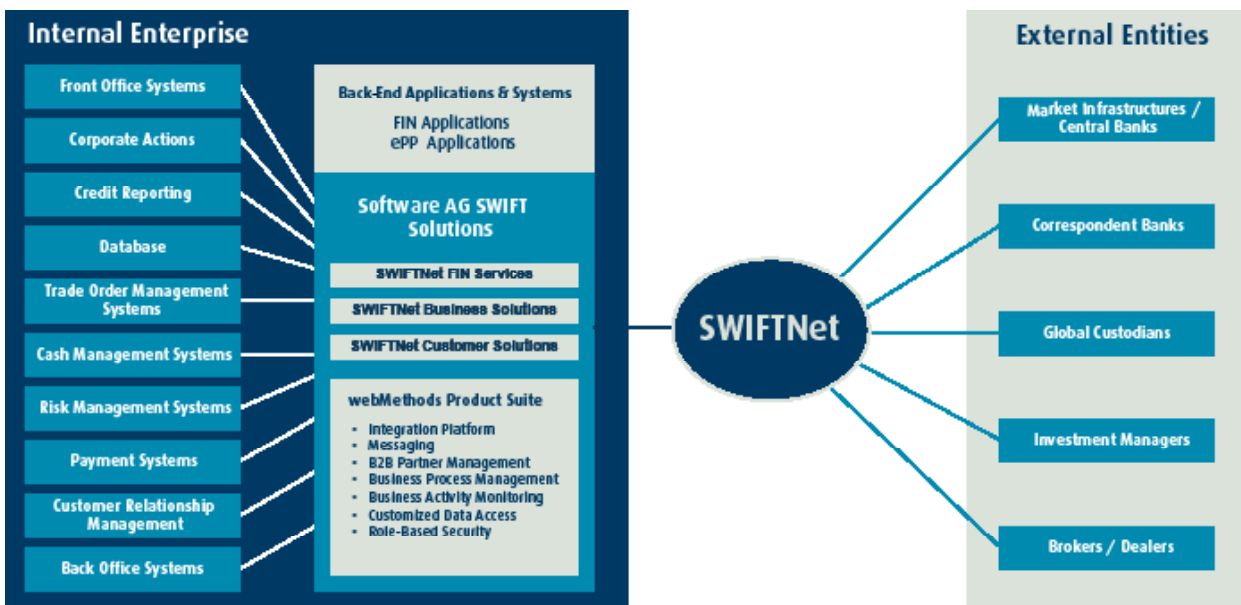 Internal Enterprise
Front Office Systems
Corporate Actions
Credit Reporting
Database
Trade Order Management
Systems
Cash Management Systems
Risk Management Systems
Payment Systems
Customer Relationship
Management
Back Office Systems
Back-End Applications & Systems
FIN Applications
ePP Applications
Software AG SWIFT
Solutions
SWIFTNet FIN Services
SWIFTNet Business Solutions
SWIFTNet Customer Solutions
webMethods Product Suite
• Integration Platform
• Messaging
• B2B Partner Management
• Business Process Management
• Business Activity Monitoring
• Customized Data Access
• Role-Based Security
SWIFTNet
External Entities
Market Infrastructures /
Central Banks
Correspondent Banks
Global Custodians
Investment Managers
Brokers / Dealers